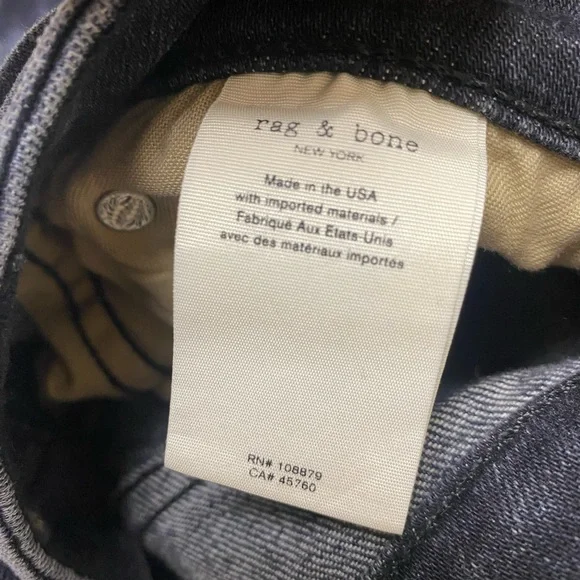 rag & bone
NEW YORK
Made in the USA
with imported materials /
Fabriqué Aux Etats-Unis
avec des matériaux importés
RN# 108879
CA# 45760